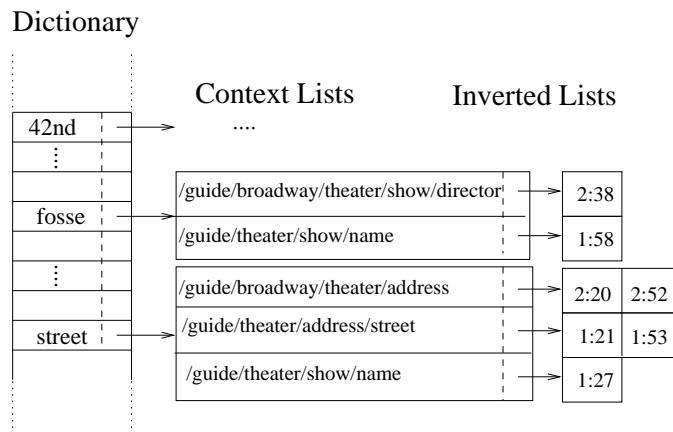 Dictionary
Context Lists
Inverted Lists
42nd
....
/guide/broadway/theater/show/director
2:38
fosse
/guide/theater/show/name
1:58
/guide/broadway/theater/address
2:20 2:52
street
/guide/theater/address/street
1:21 1:53
/guide/theater/show/name
1:27